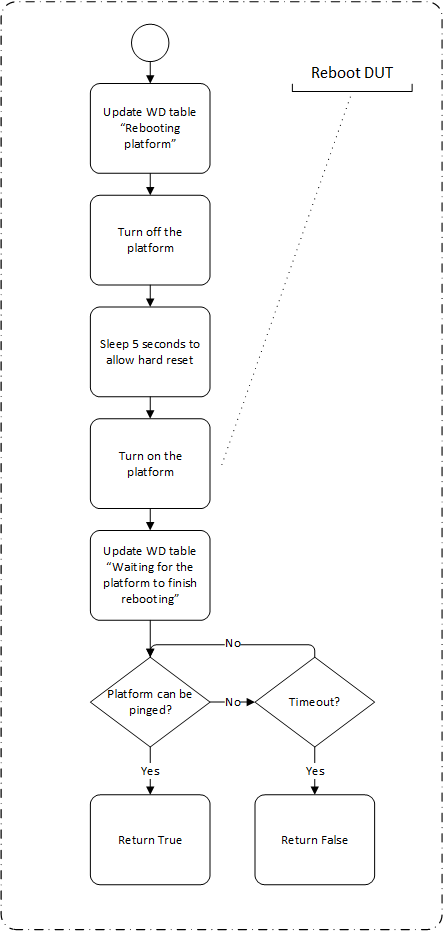 Reboot DUT
Update WD table
“Rebooting
platform”
Turn off the
platform
Sleep 5 seconds to
allow hard reset
Turn on the
platform
Update WD table
“Waiting for the
platform to finish
rebooting”
No
Platform can be
pinged?
No
Timeout?
Yes
Yes
Return True
Return False